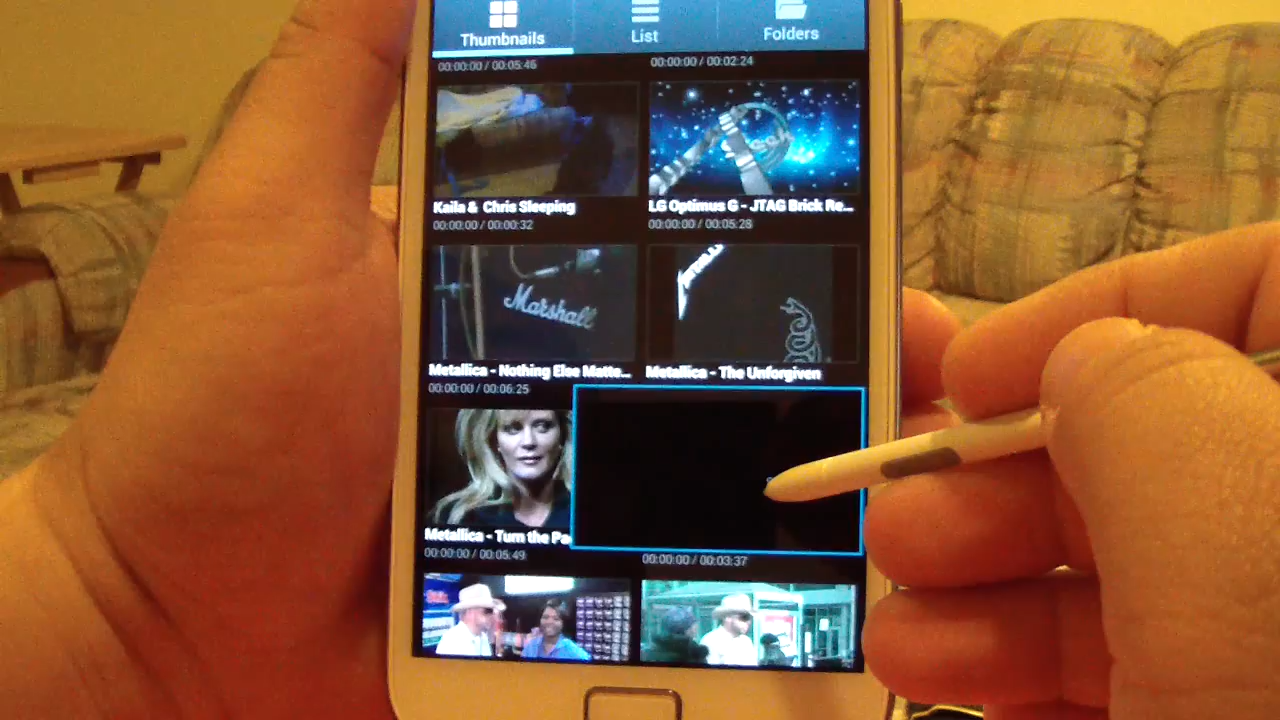 Thumbnails
List
Folders
00:00:00 / 00:05:46
00:00:00 / 00:02:24
Kaila & Chris Sleeping
LG Optimus G - JTAG Brick Re...
00:00:00 / 00:00:32
00:00:00 / 00:05:28
Marshall
Metallica - Nothing Else Matte...
Metallica - The Unforgiven
00:00:00 / 00:06:25
Metallica - Turn the Pa
00:00:00 / 00:05:49
00:00:00 / 00:03:37